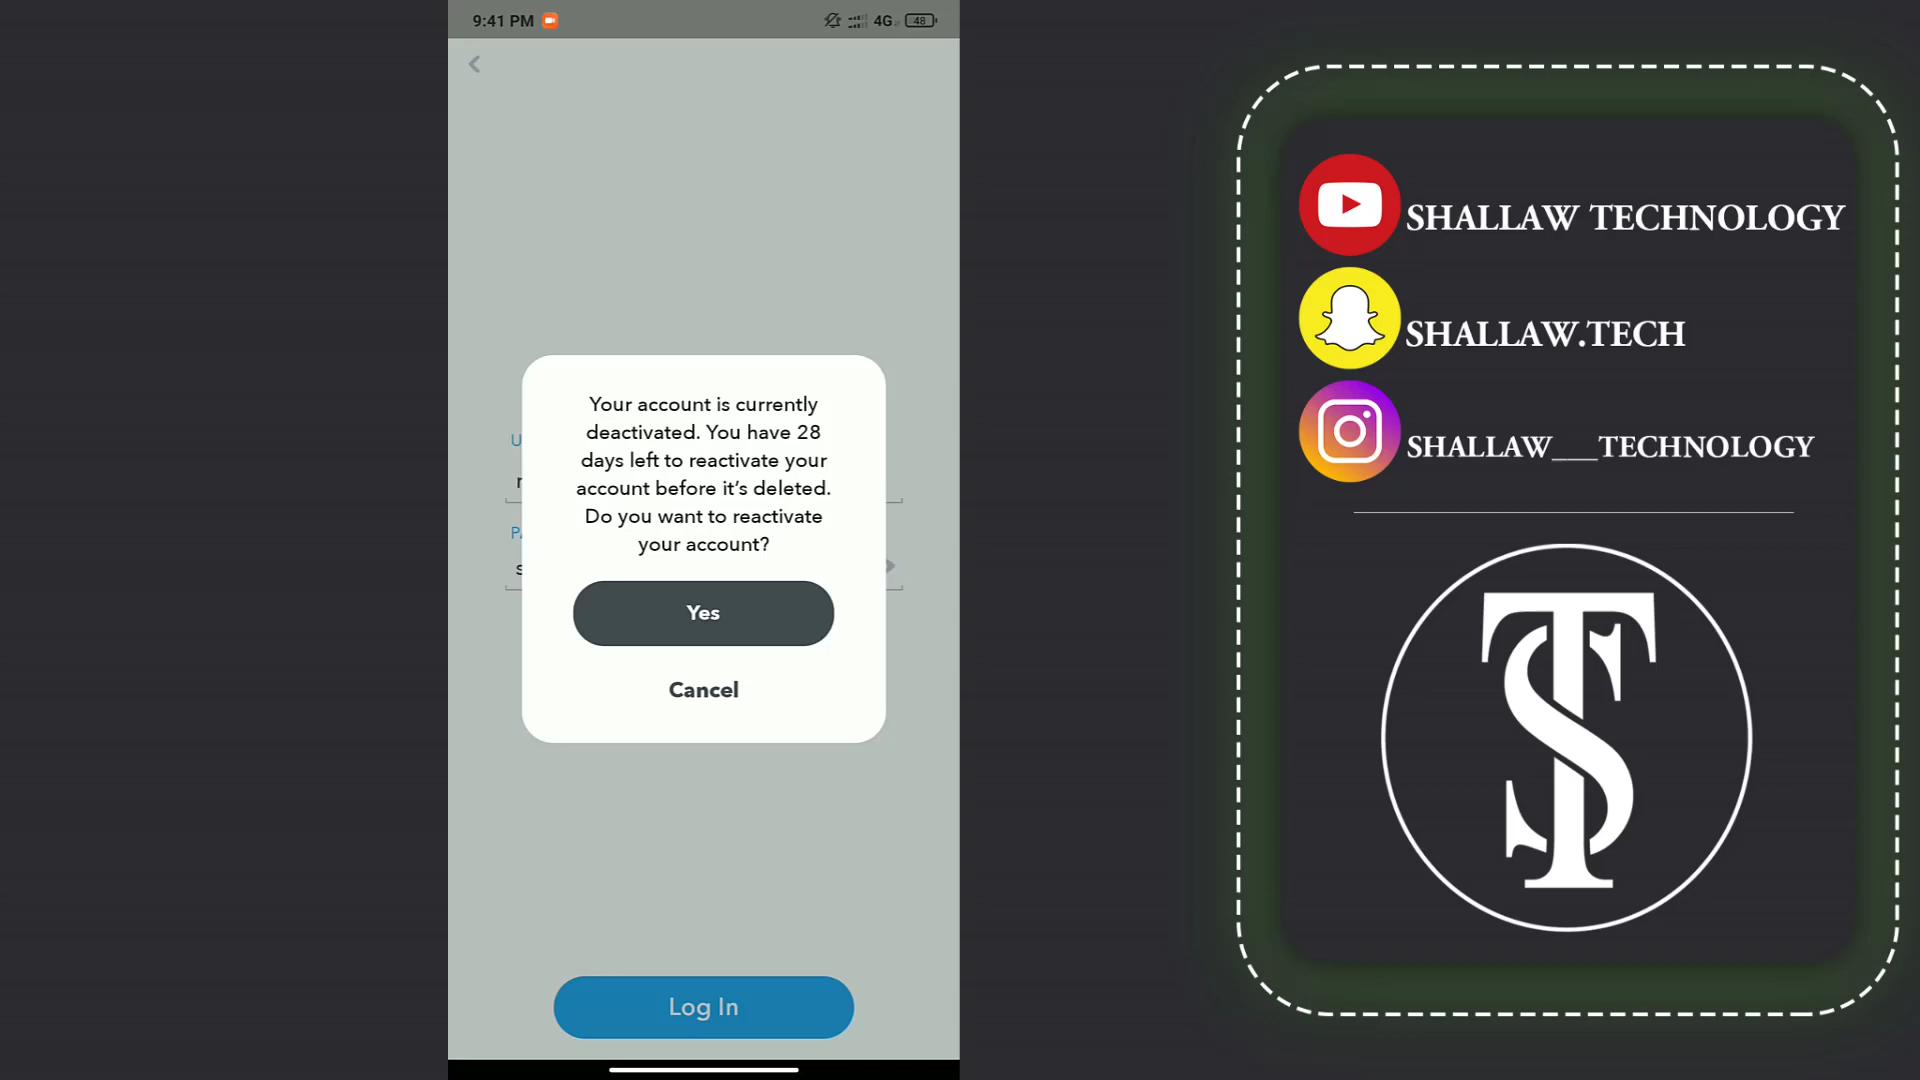 9:41 PM
4G
48
Your account is currently
deactivated. You have 28
days left to reactivate your
account before it’s deleted.
Do you want to reactivate
your account?
Yes
Cancel
Log In
SHALLAW TECHNOLOGY
SHALLAW.TECH
SHALLAW___TECHNOLOGY